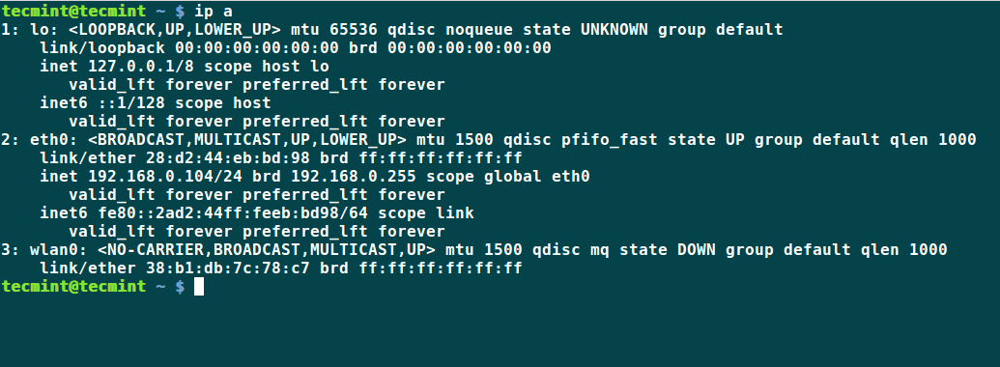 tecmint@tecmint ~ $ ip a
1: lo: <LOOPBACK,UP,LOWER_UP> mtu 65536 qdisc noqueue state UNKNOWN group default
    link/loopback 00:00:00:00:00:00 brd 00:00:00:00:00:00
    inet 127.0.0.1/8 scope host lo
       valid_lft forever preferred_lft forever
    inet6 ::1/128 scope host
       valid_lft forever preferred_lft forever
2: eth0: <BROADCAST,MULTICAST,UP,LOWER_UP> mtu 1500 qdisc pfifo_fast state UP group default qlen 1000
    link/ether 28:d2:44:eb:bd:98 brd ff:ff:ff:ff:ff:ff
    inet 192.168.0.104/24 brd 192.168.0.255 scope global eth0
       valid_lft forever preferred_lft forever
    inet6 fe80::2ad2:44ff:feeb:bd98/64 scope link
       valid_lft forever preferred_lft forever
3: wlan0: <NO-CARRIER,BROADCAST,MULTICAST,UP> mtu 1500 qdisc mq state DOWN group default qlen 1000
    link/ether 38:b1:db:7c:78:c7 brd ff:ff:ff:ff:ff:ff
tecmint@tecmint ~ $